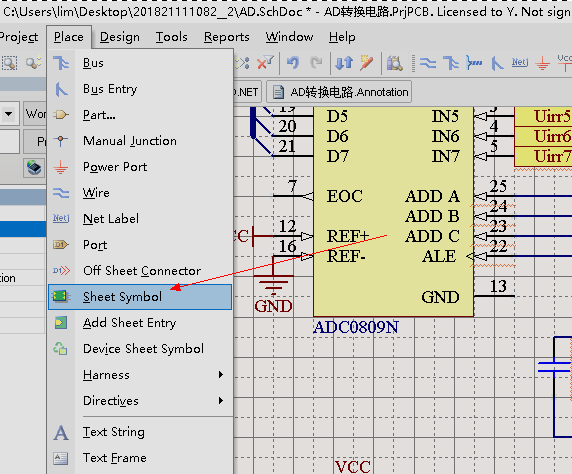 C:\Users\lim\Desktop\201821111082__2\AD.SchDoc * - AD转换电路.PrjPCB. Licensed to Y. Not sign
Project Place Design Tools Reports Window Help
Bus
Bus Entry
Part...
Manual Junction
Power Port
Wire
Net Label
Port
Off Sheet Connector
Sheet Symbol
Add Sheet Entry
Device Sheet Symbol
Harness
Directives
Text String
Text Frame
Net
Vcc
.NET AD转换电路.Annotation
Wor
P
tion
19 D5 IN5 3 Uirr5
20 D6 IN6 4 Uirr6
21 D7 IN7 5 Uirr7
7 EOC ADD A 25
ADD B 24
12 REF+ ADD C 23
16 REF- ALE 22
GND GND 13
ADC0809N
VCC